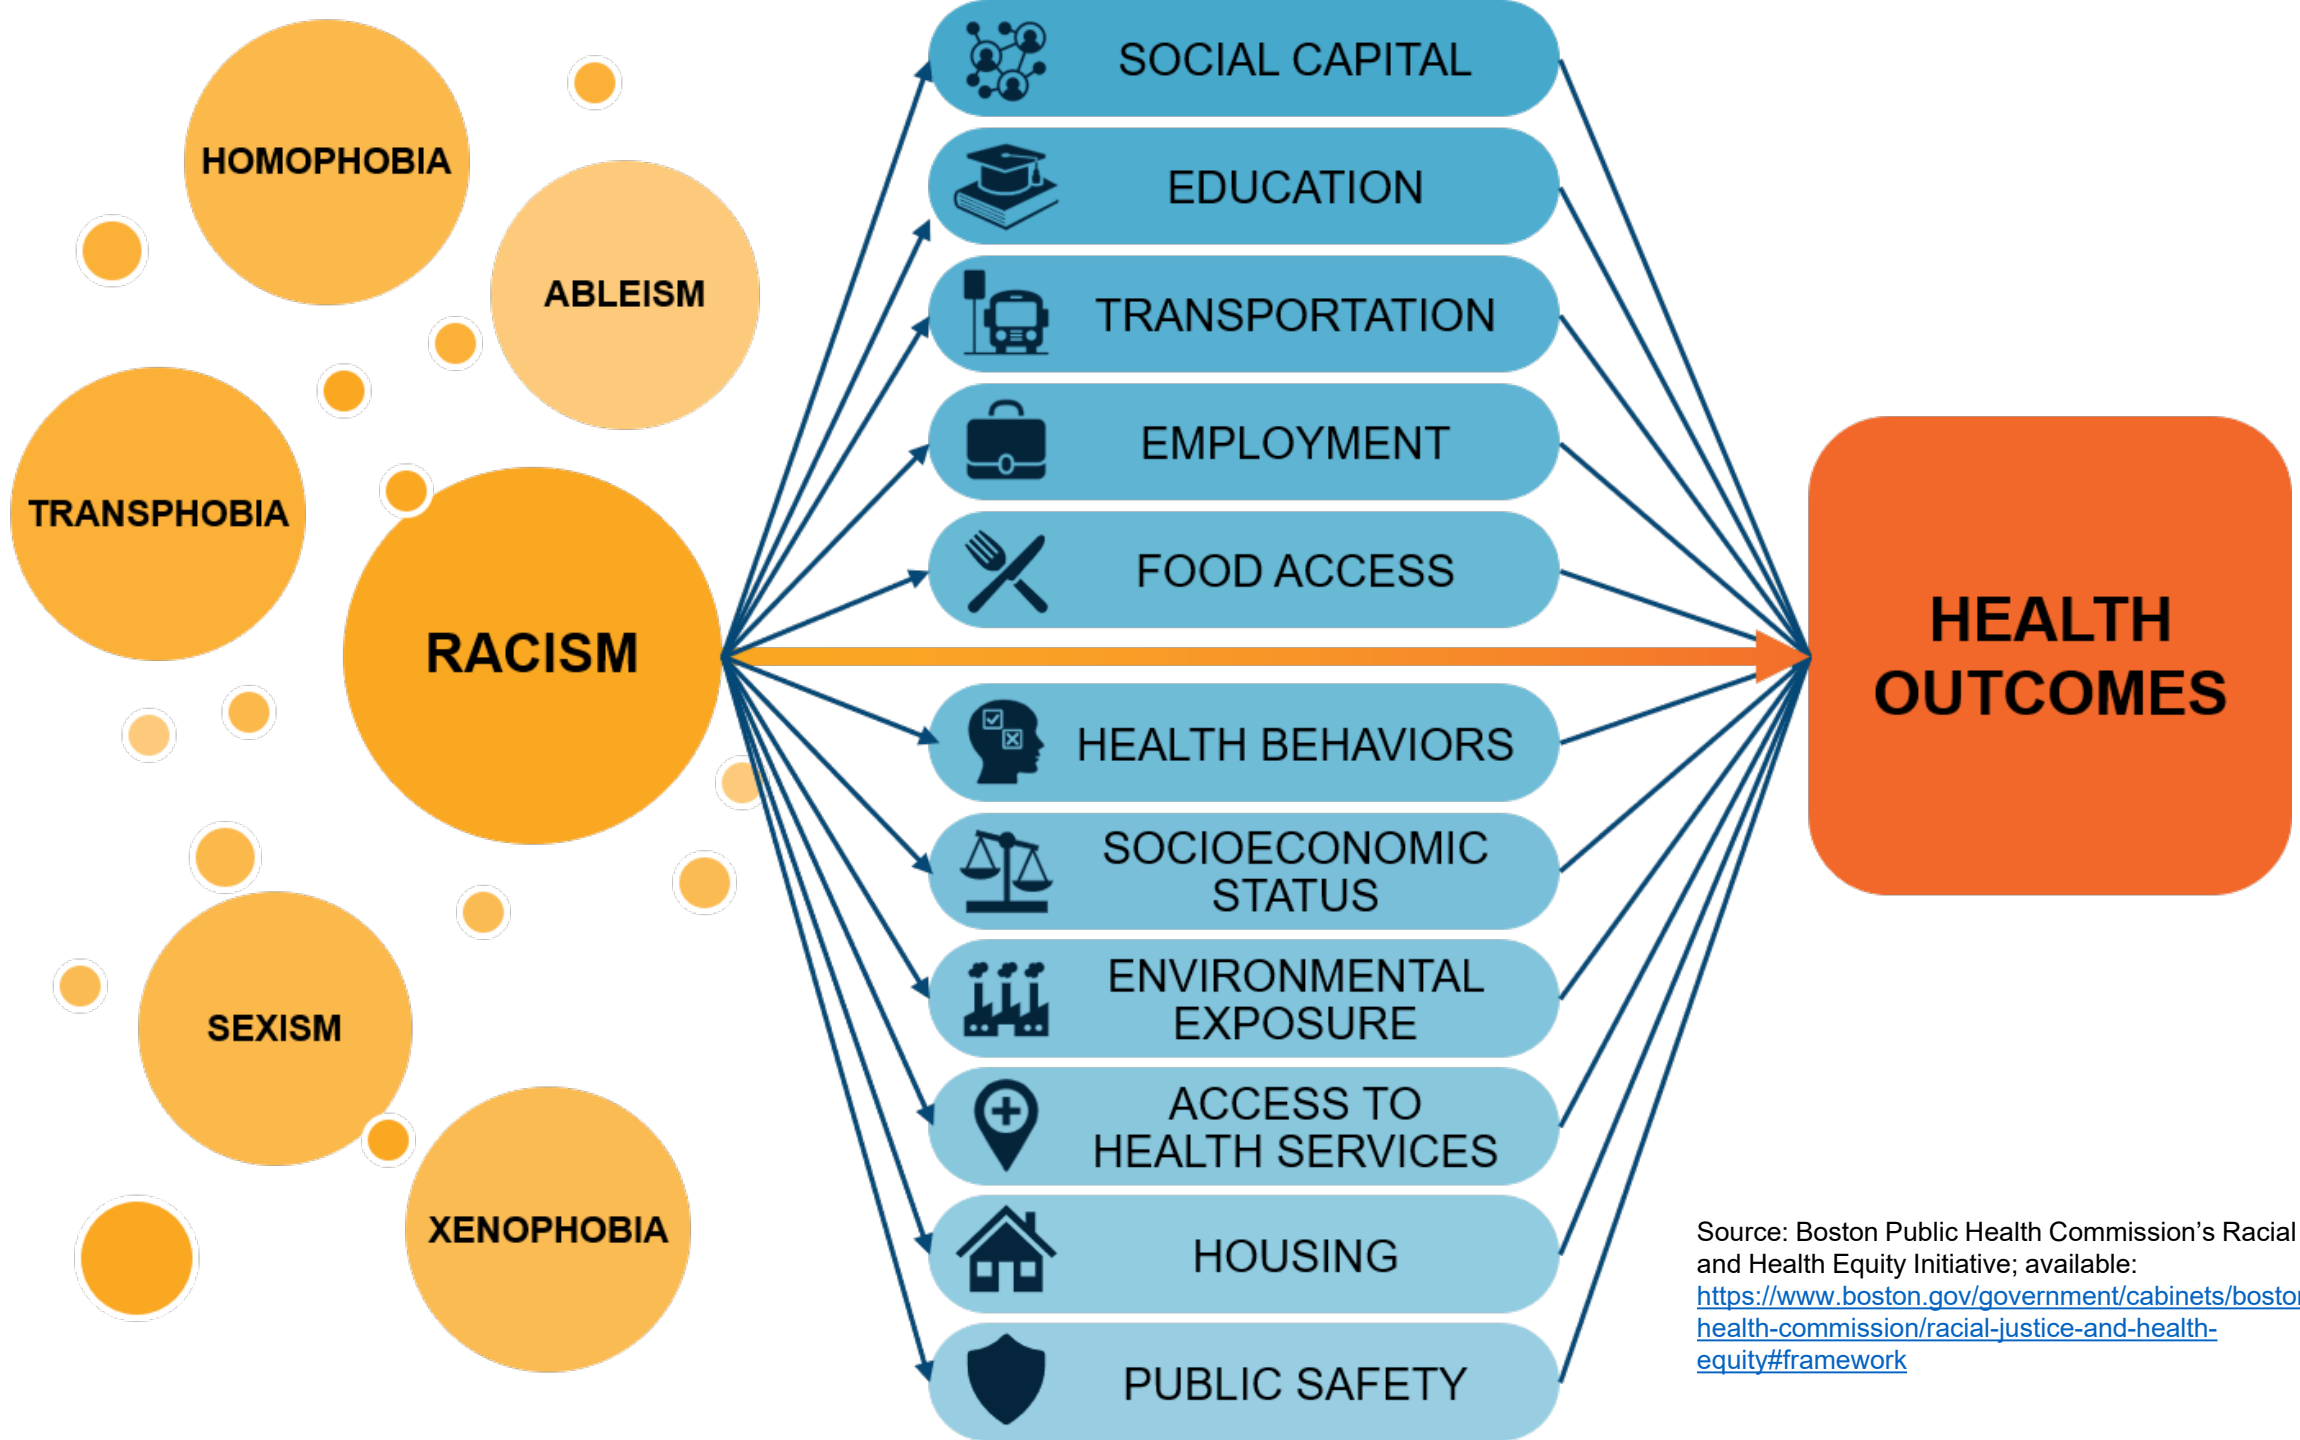 HOMOPHOBIA
ABLEISM
TRANSPHOBIA
RACISM
SEXISM
XENOPHOBIA
SOCIAL CAPITAL
EDUCATION
TRANSPORTATION
EMPLOYMENT
FOOD ACCESS
HEALTH BEHAVIORS
SOCIOECONOMIC
STATUS
ENVIRONMENTAL
EXPOSURE
ACCESS TO
HEALTH SERVICES
HOUSING
PUBLIC SAFETY
HEALTH
OUTCOMES
Source: Boston Public Health Commission’s Racial
and Health Equity Initiative; available:
https://www.boston.gov/government/cabinets/boston
health-commission/racial-justice-and-health-
equity#framework